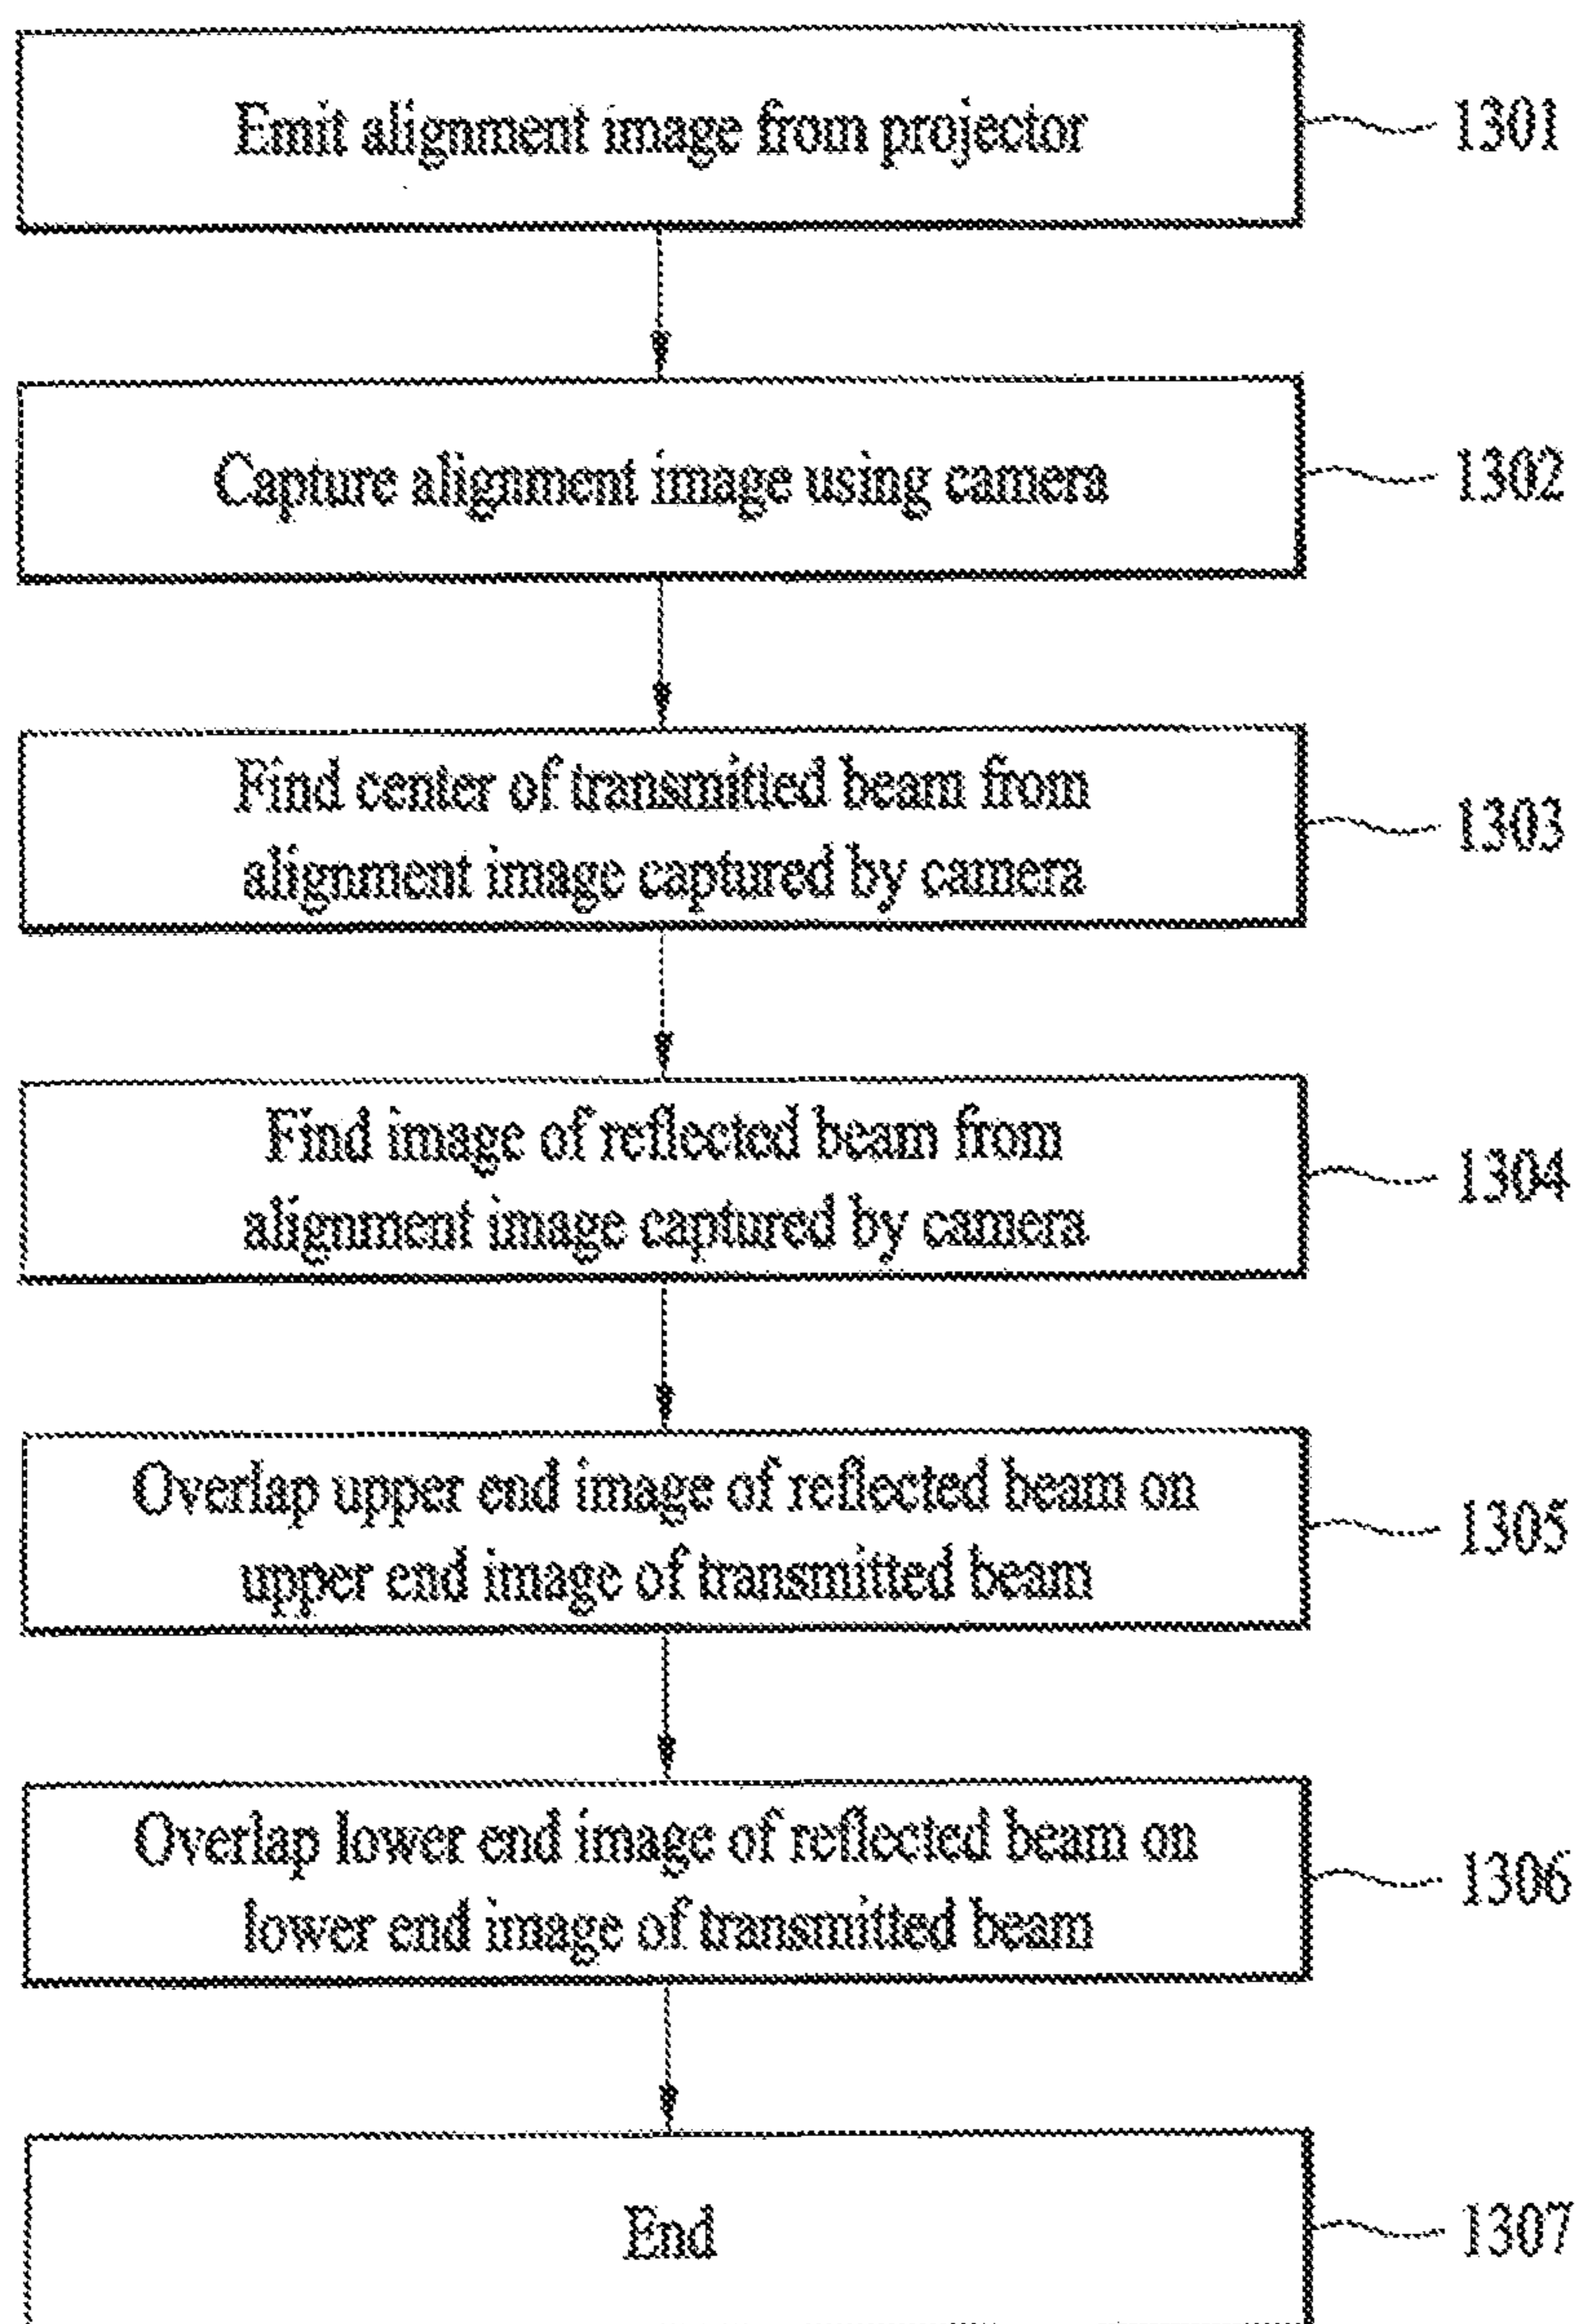 Emit alignment image from projector
1301
Capture alignment image using camera
1302
Find center of transmitted beam from
alignment image captured by camera
1303
Find image of reflected beam from
alignment image captured by camera
1304
Overlap upper end image of reflected beam on
upper end image of transmitted beam
1305
Overlap lower end image of reflected beam on
lower end image of transmitted beam
1306
End
1307